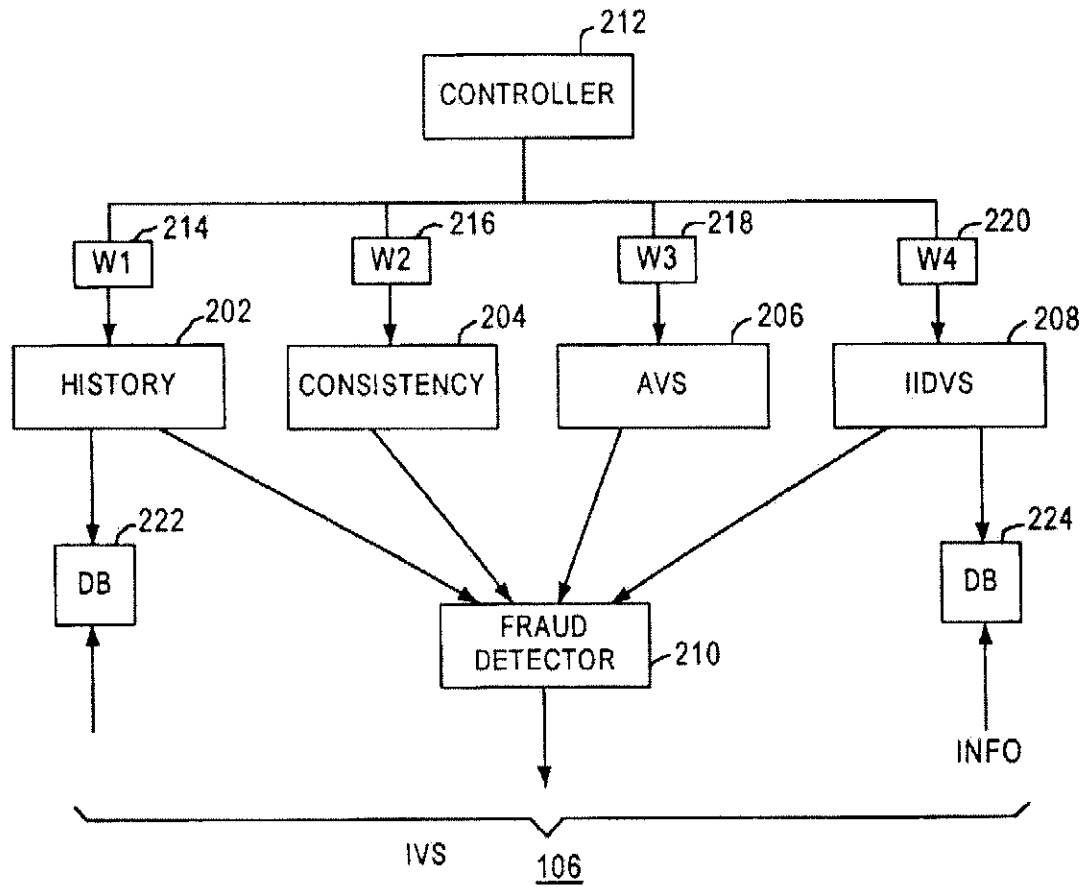 212
CONTROLLER
214
216
218
220
W1
W2
W3
W4
202
204
206
208
HISTORY
CONSISTENCY
AVS
IIDVS
222
224
DB
DB
FRAUD
DETECTOR
210
INFO
IVS
106